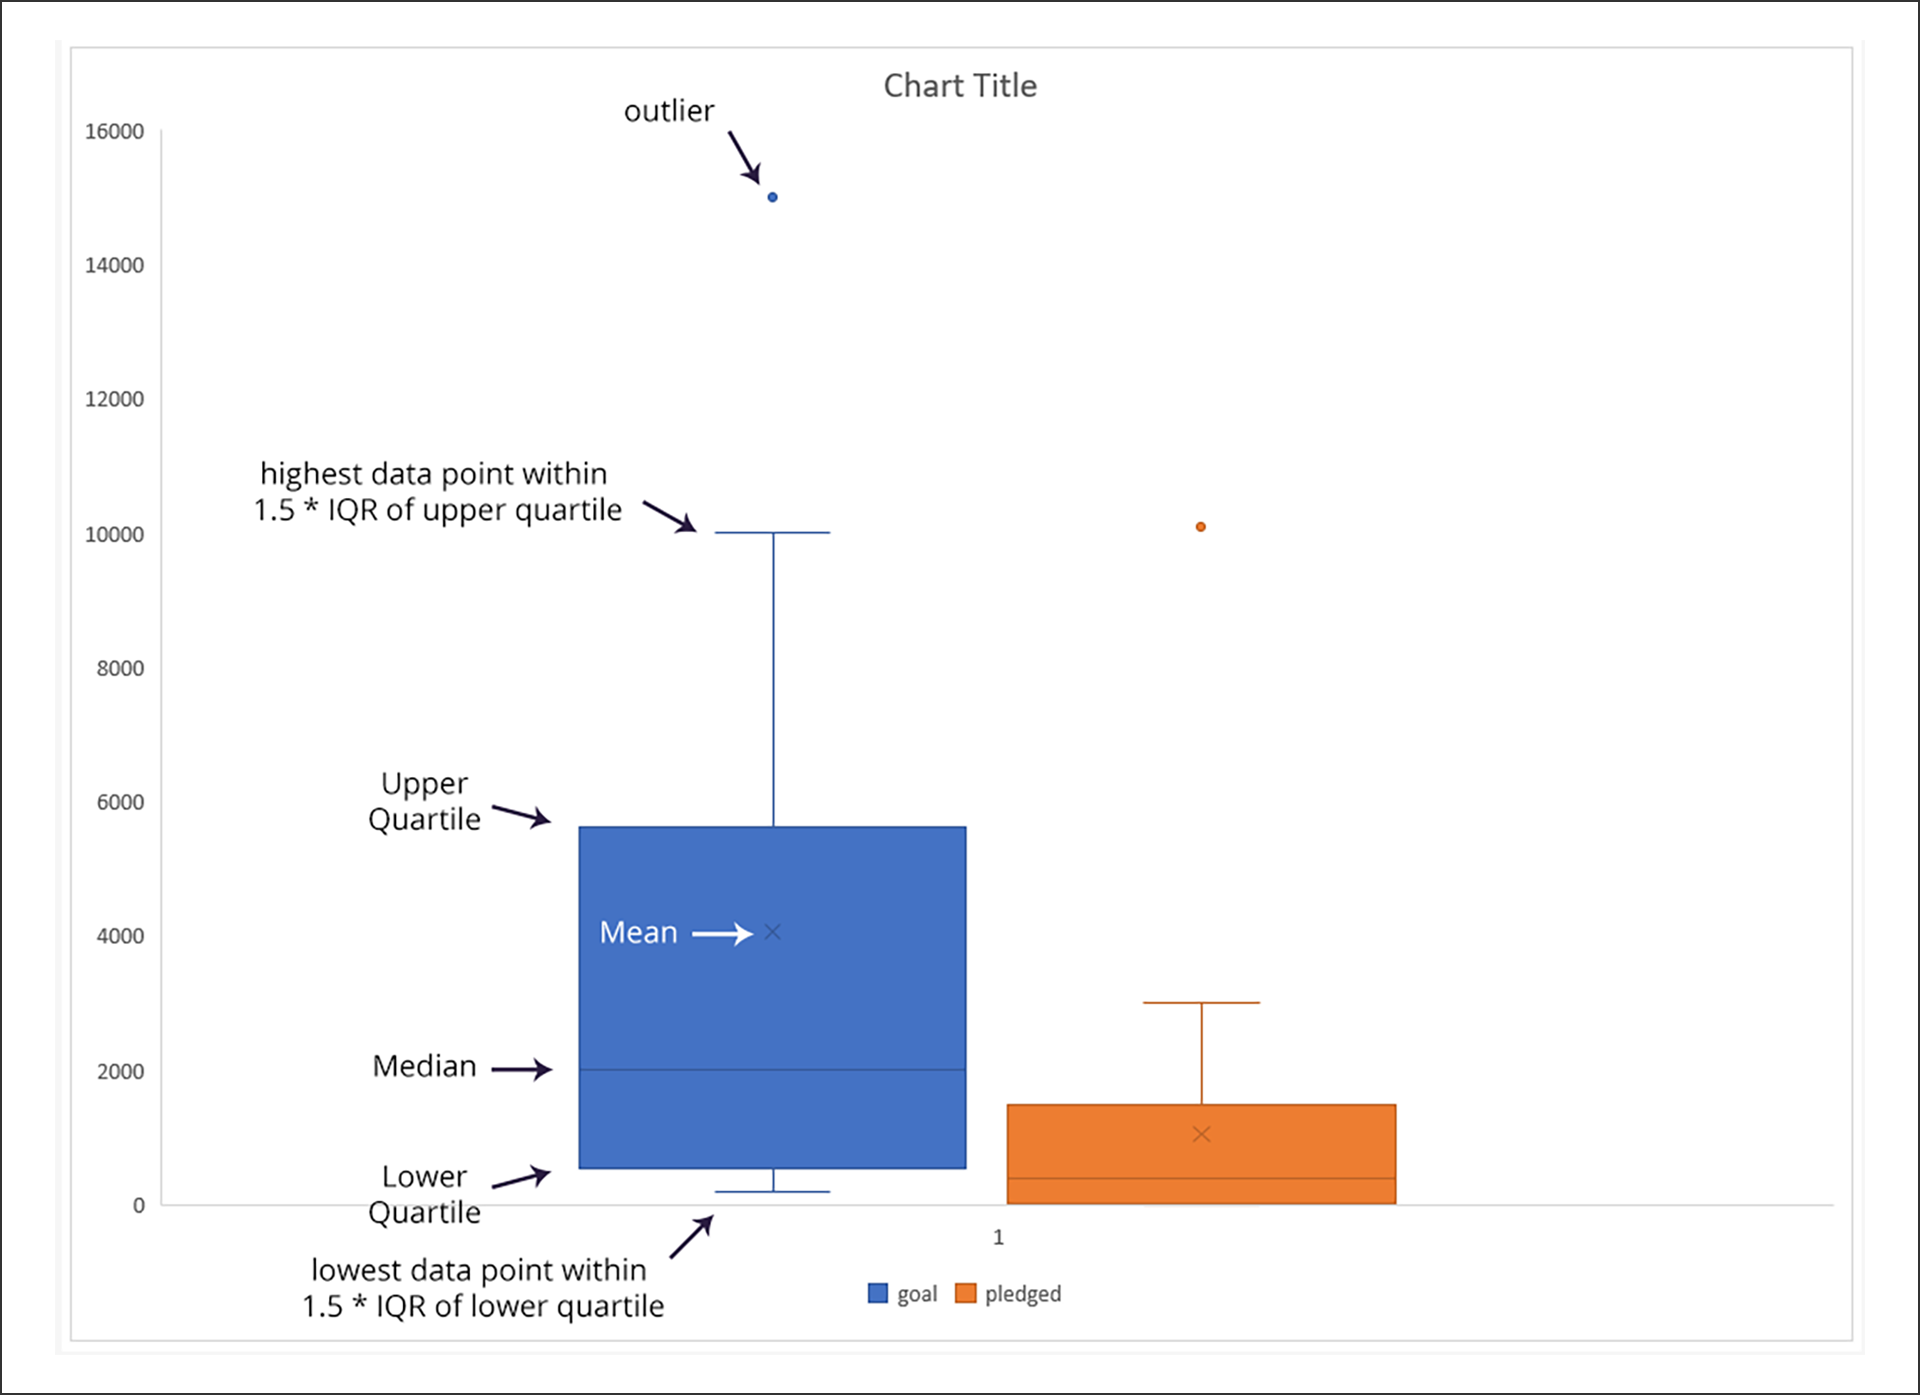 Chart Title
outlier
16000
14000
12000
highest data point within
1.5 * IQR of upper quartile
10000
8000
Upper
Quartile
6000
Mean
4000
Median
2000
Lower
Quartile
0
1
lowest data point within
1.5 * IQR of lower quartile
goal pledged